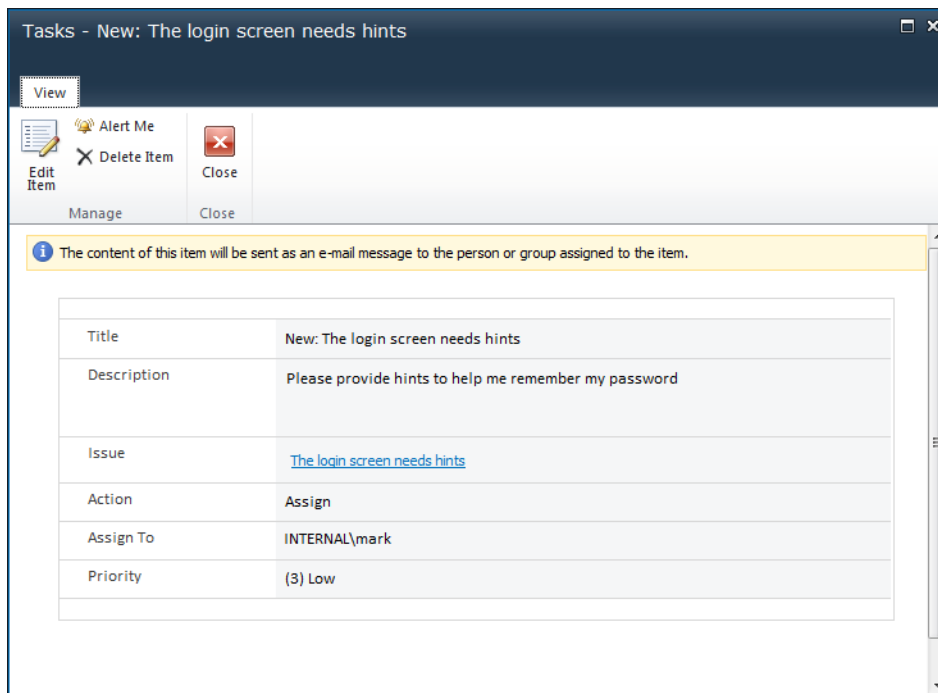 Tasks - New: The login screen needs hints
View
Alert Me
Delete Item
Edit
Item
Close
Manage
Close
The content of this item will be sent as an e-mail message to the person or group assigned to the item.
Title
New: The login screen needs hints
Description
Please provide hints to help me remember my password
Issue
The login screen needs hints
Action
Assign
Assign To
INTERNAL\mark
Priority
(3) Low